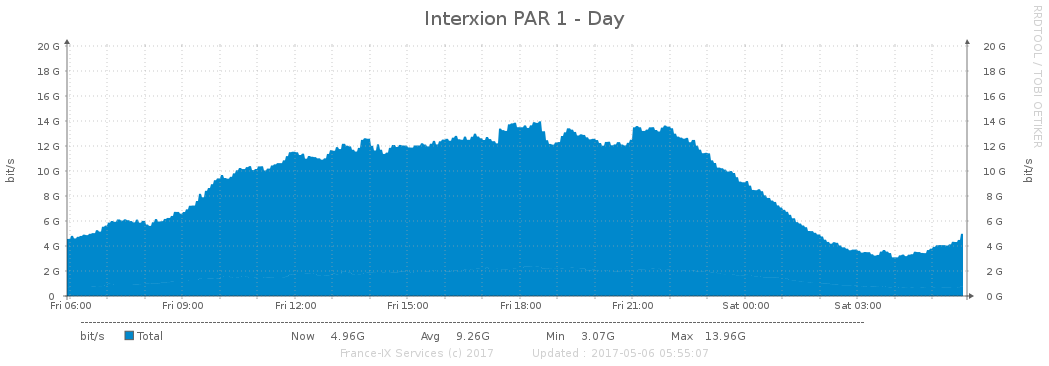 Interxion PAR 1 - Day
RRDTOOL / TOBI OETIKER
bit/s
20 G 20 G
18 G 18 G
16 G 16 G
14 G 14 G
12 G 12 G
10 G 10 G
8 G 8 G
6 G 6 G
4 G 4 G
2 G 2 G
0 0 G
bit/s
Fri 06:00 Fri 09:00 Fri 12:00 Fri 15:00 Fri 18:00 Fri 21:00 Sat 00:00 Sat 03:00
bit/s Total Now 4.96G Avg 9.26G Min 3.07G Max 13.96G
France-IX Services (c) 2017 Updated : 2017-05-06 05:55:07